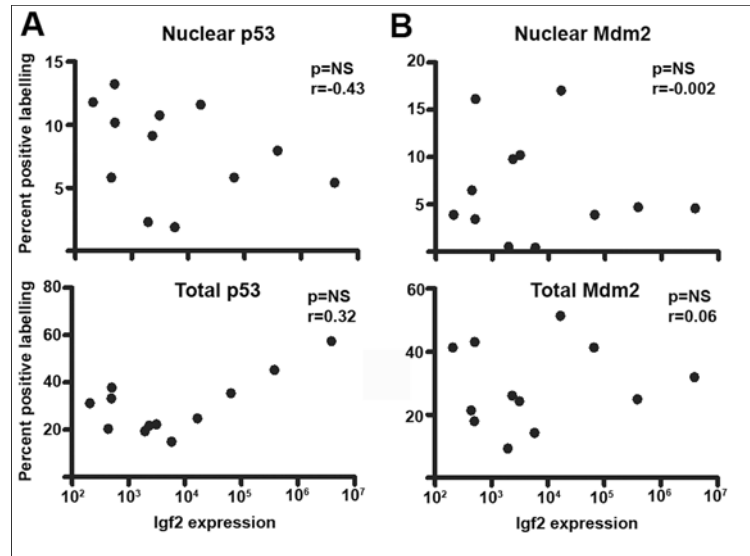 A
Nuclear p53
p=NS
r=-0.43
Percent positive labelling
15
10
5
Total p53
p=NS
r=0.32
Percent positive labelling
80
60
40
20
10²
10³
10⁴
10⁵
10⁶
10⁷
Igf2 expression
B
Nuclear Mdm2
p=NS
r=-0.002
20
15
10
5
Total Mdm2
p=NS
r=0.06
60
40
20
10²
10³
10⁴
10⁵
10⁶
10⁷
Igf2 expression